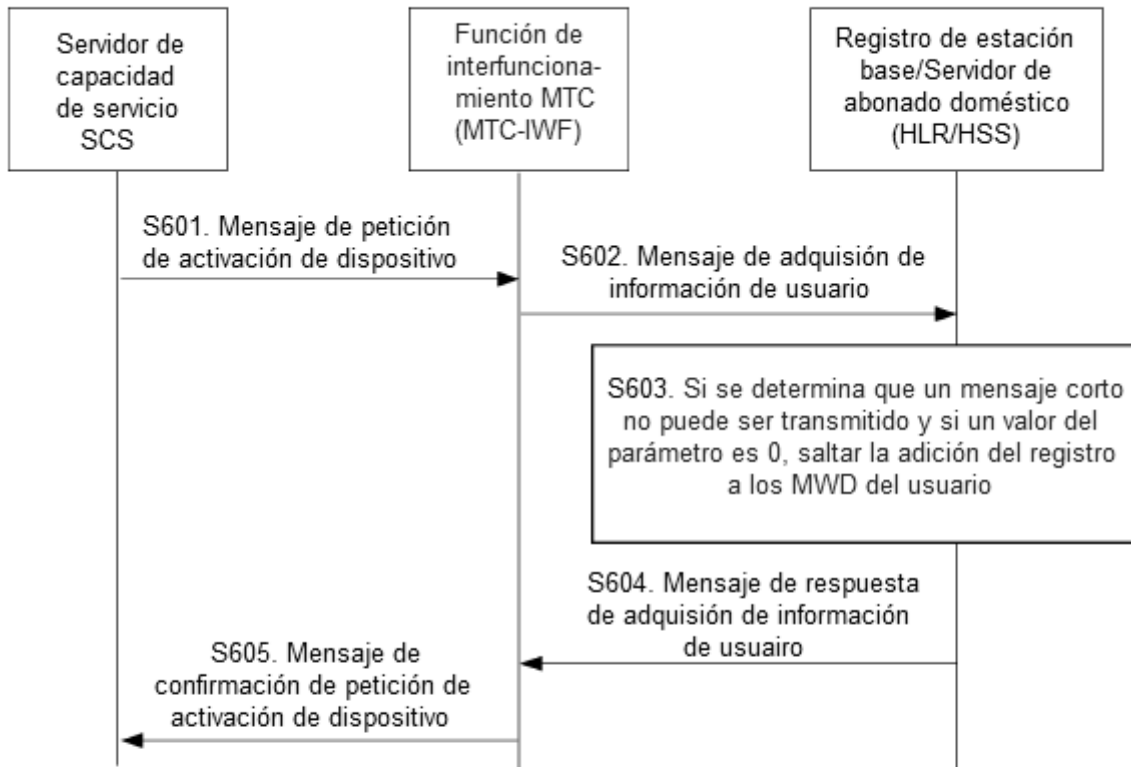 Servidor de
capacidad
de servicio
SCS
Función de
interfunciona-
miento MTC
(MTC-IWF)
Registro de estación
base/Servidor de
abonado doméstico
(HLR/HSS)
S601. Mensaje de petición
de activación de dispositivo
S602. Mensaje de adquisión de
información de usuario
S603. Si se determina que un mensaje corto
no puede ser transmitido y si un valor del
parámetro es 0, saltar la adición del registro
a los MWD del usuario
S604. Mensaje de respuesta
de adquisión de información
de usuairo
S605. Mensaje de
confirmación de petición de
activación de dispositivo